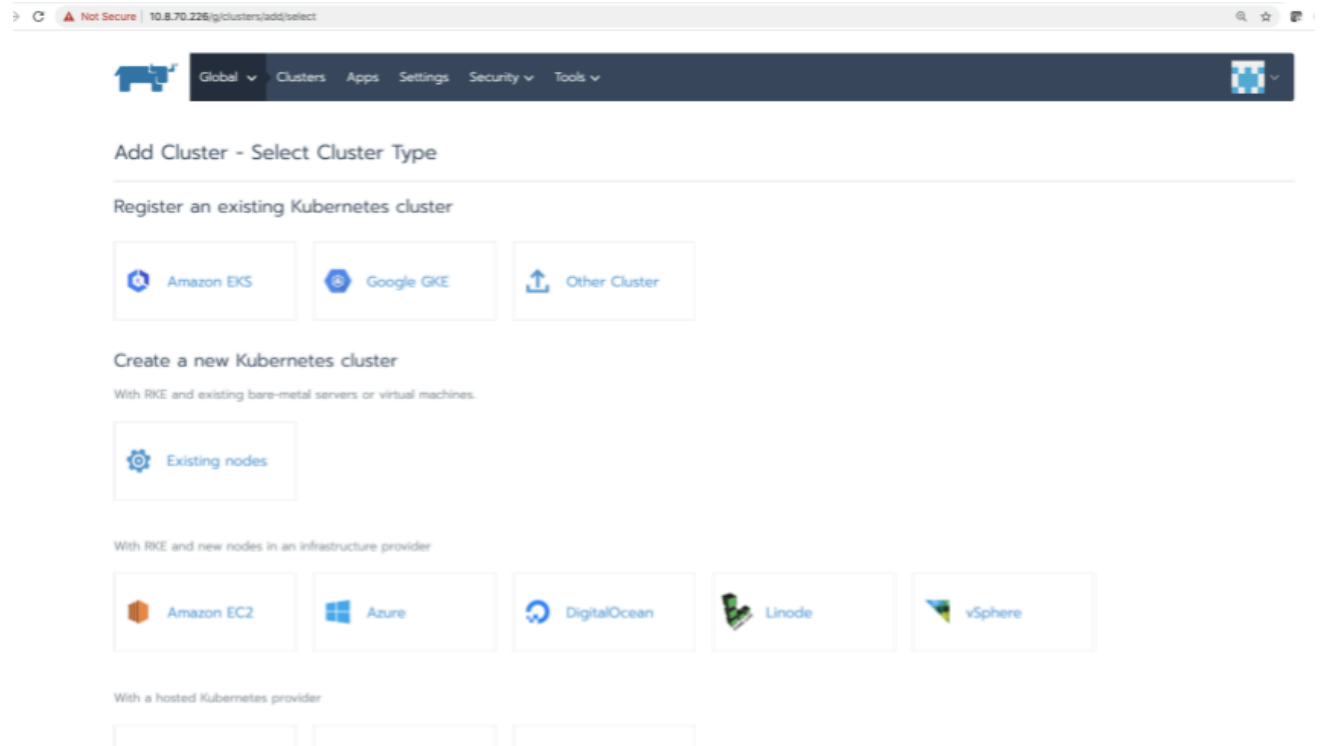 Not Secure | 10.8.70.226/g/clusters/add/select
Global Clusters Apps Settings Security Tools
Add Cluster - Select Cluster Type
Register an existing Kubernetes cluster
Amazon EKS Google GKE Other Cluster
Create a new Kubernetes cluster
With RKE and existing bare-metal servers or virtual machines.
Existing nodes
With RKE and new nodes in an infrastructure provider
Amazon EC2 Azure DigitalOcean Linode vSphere
With a hosted Kubernetes provider